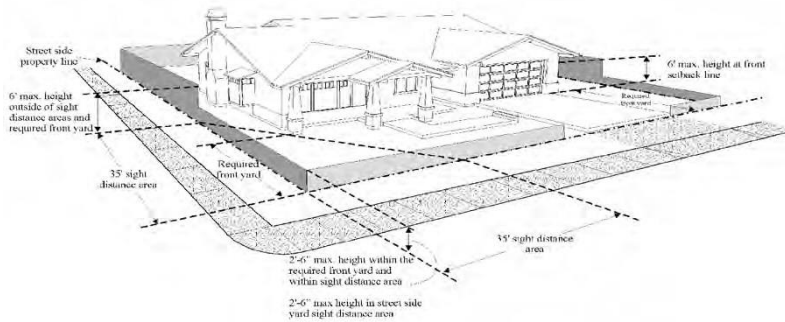 Street side
property line
6' max. height
outside of sight
distance areas and
required front yard
35' sight
distance area
Required
front yard
6' max. height at front
setback line
Required
front yard
35' sight distance
area
2'-6" max. height within the
required front yard and
within sight distance area
2'-6" max height in street side
yard sight distance area